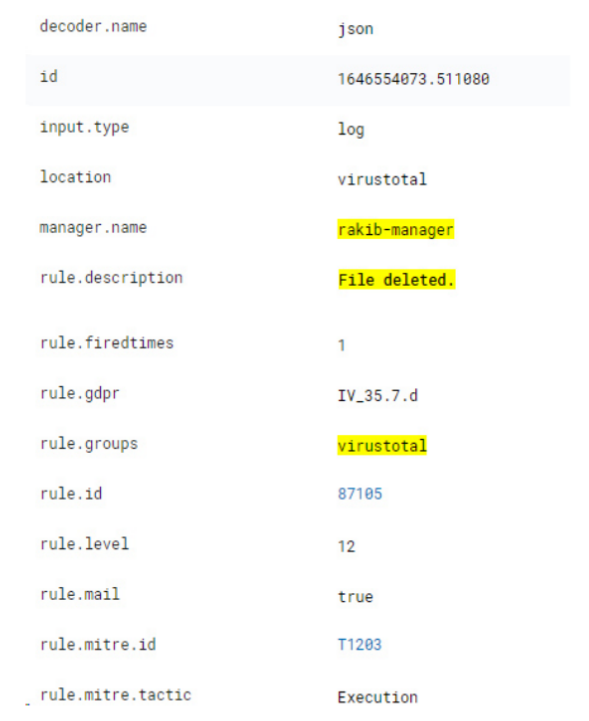 decoder.name json
id 1646554073.511080
input.type log
location virustotal
manager.name rakib-manager
rule.description File deleted.
rule.firedtimes 1
rule.gdpr IV_35.7.d
rule.groups virustotal
rule.id 87105
rule.level 12
rule.mail true
rule.mitre.id T1203
rule.mitre.tactic Execution